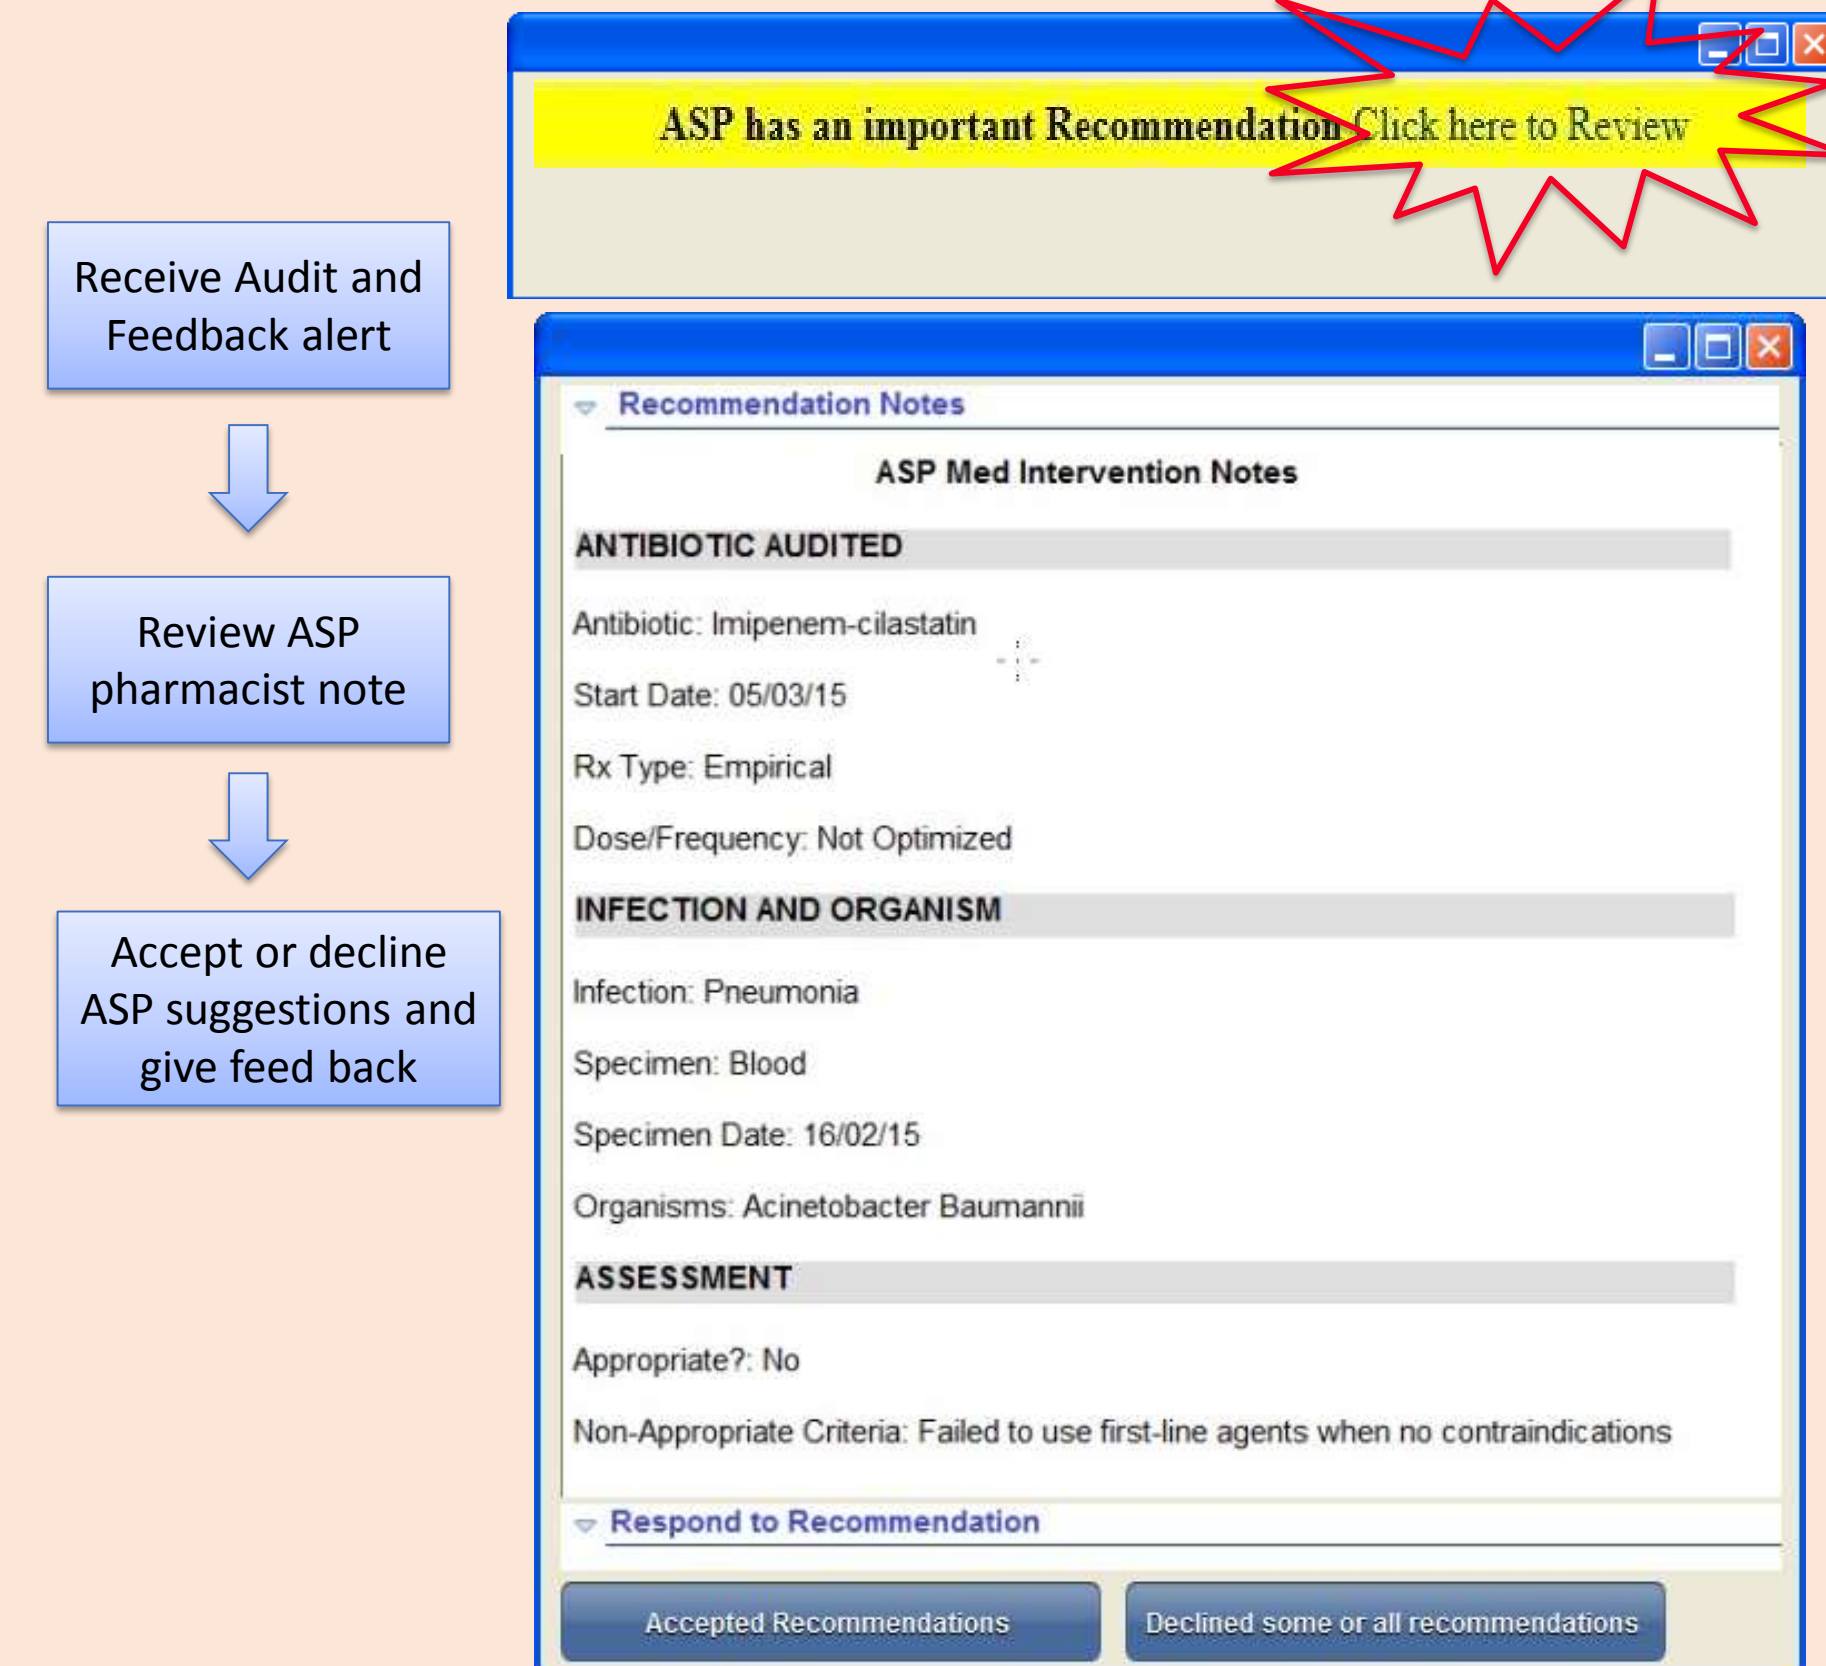 ASP has an important Recommendation Click here to Review
Receive Audit and
Feedback alert
Review ASP
pharmacist note
Accept or decline
ASP suggestions and
give feed back
Recommendation Notes
ASP Med Intervention Notes
ANTIBIOTIC AUDITED
Antibiotic: Imipenem-cilastatin
Start Date: 05/03/15
Rx Type: Empirical
Dose/Frequency: Not Optimized
INFECTION AND ORGANISM
Infection: Pneumonia
Specimen: Blood
Specimen Date: 16/02/15
Organisms: Acinetobacter Baumannii
ASSESSMENT
Appropriate?: No
Non-Appropriate Criteria: Failed to use first-line agents when no contraindications
Respond to Recommendation
Accepted Recommendations
Declined some or all recommendations